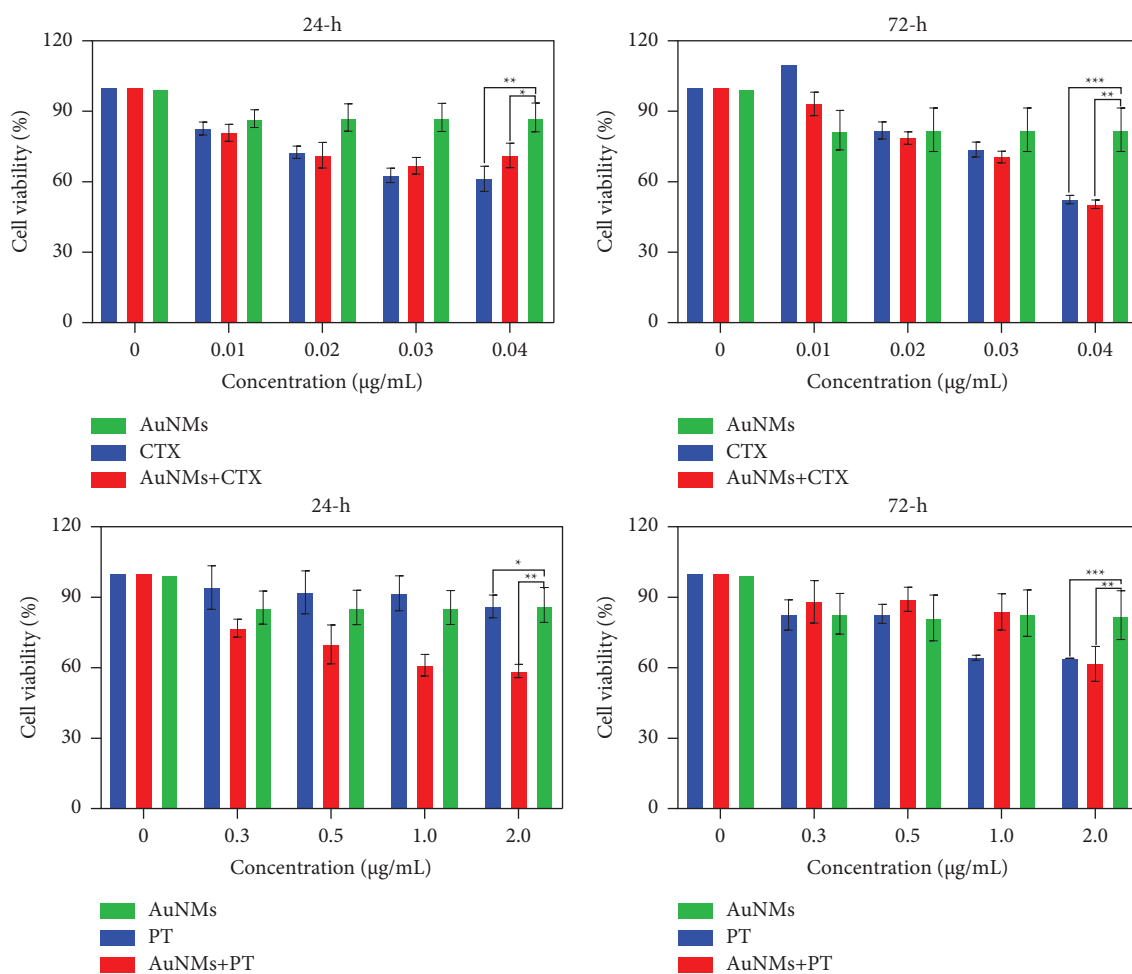 24-h
120
90
60
30
0
Cell viability (%)
**
*
0 0.01 0.02 0.03 0.04
Concentration (µg/mL)
AuNMs
CTX
AuNMs+CTX
72-h
120
90
60
30
0
Cell viability (%)
***
**
0 0.01 0.02 0.03 0.04
Concentration (µg/mL)
AuNMs
CTX
AuNMs+CTX
24-h
120
90
60
30
0
Cell viability (%)
*
**
0 0.3 0.5 1.0 2.0
Concentration (µg/mL)
AuNMs
PT
AuNMs+PT
72-h
120
90
60
30
0
Cell viability (%)
***
**
0 0.3 0.5 1.0 2.0
Concentration (µg/mL)
AuNMs
PT
AuNMs+PT